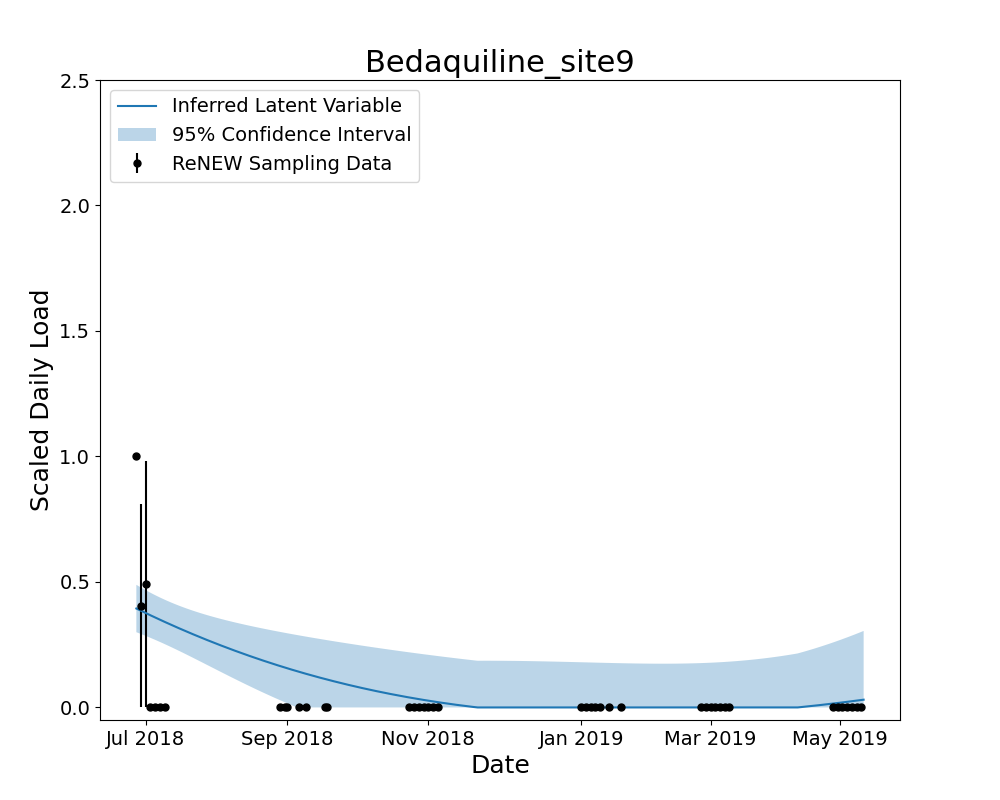 Bedaquiline_site9
Inferred Latent Variable
95% Confidence Interval
ReNEW Sampling Data
Scaled Daily Load
2.5
2.0
1.5
1.0
0.5
0.0
Jul 2018 Sep 2018 Nov 2018 Jan 2019 Mar 2019 May 2019
Date